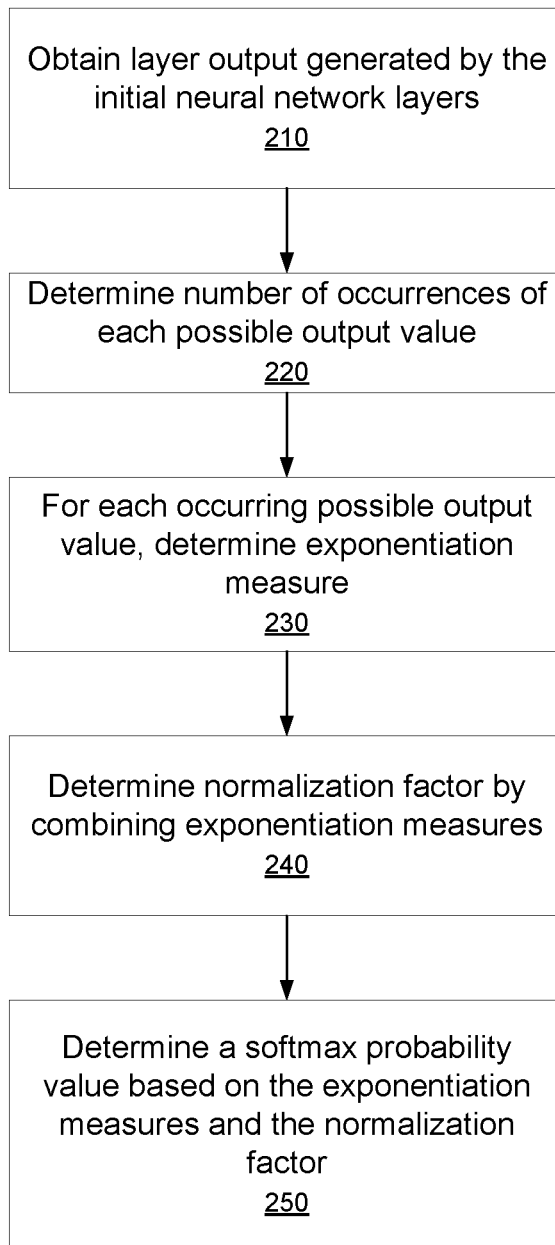 Obtain layer output generated by the
initial neural network layers
210
Determine number of occurrences of
each possible output value
220
For each occurring possible output
value, determine exponentiation
measure
230
Determine normalization factor by
combining exponentiation measures
240
Determine a softmax probability
value based on the exponentiation
measures and the normalization
factor
250